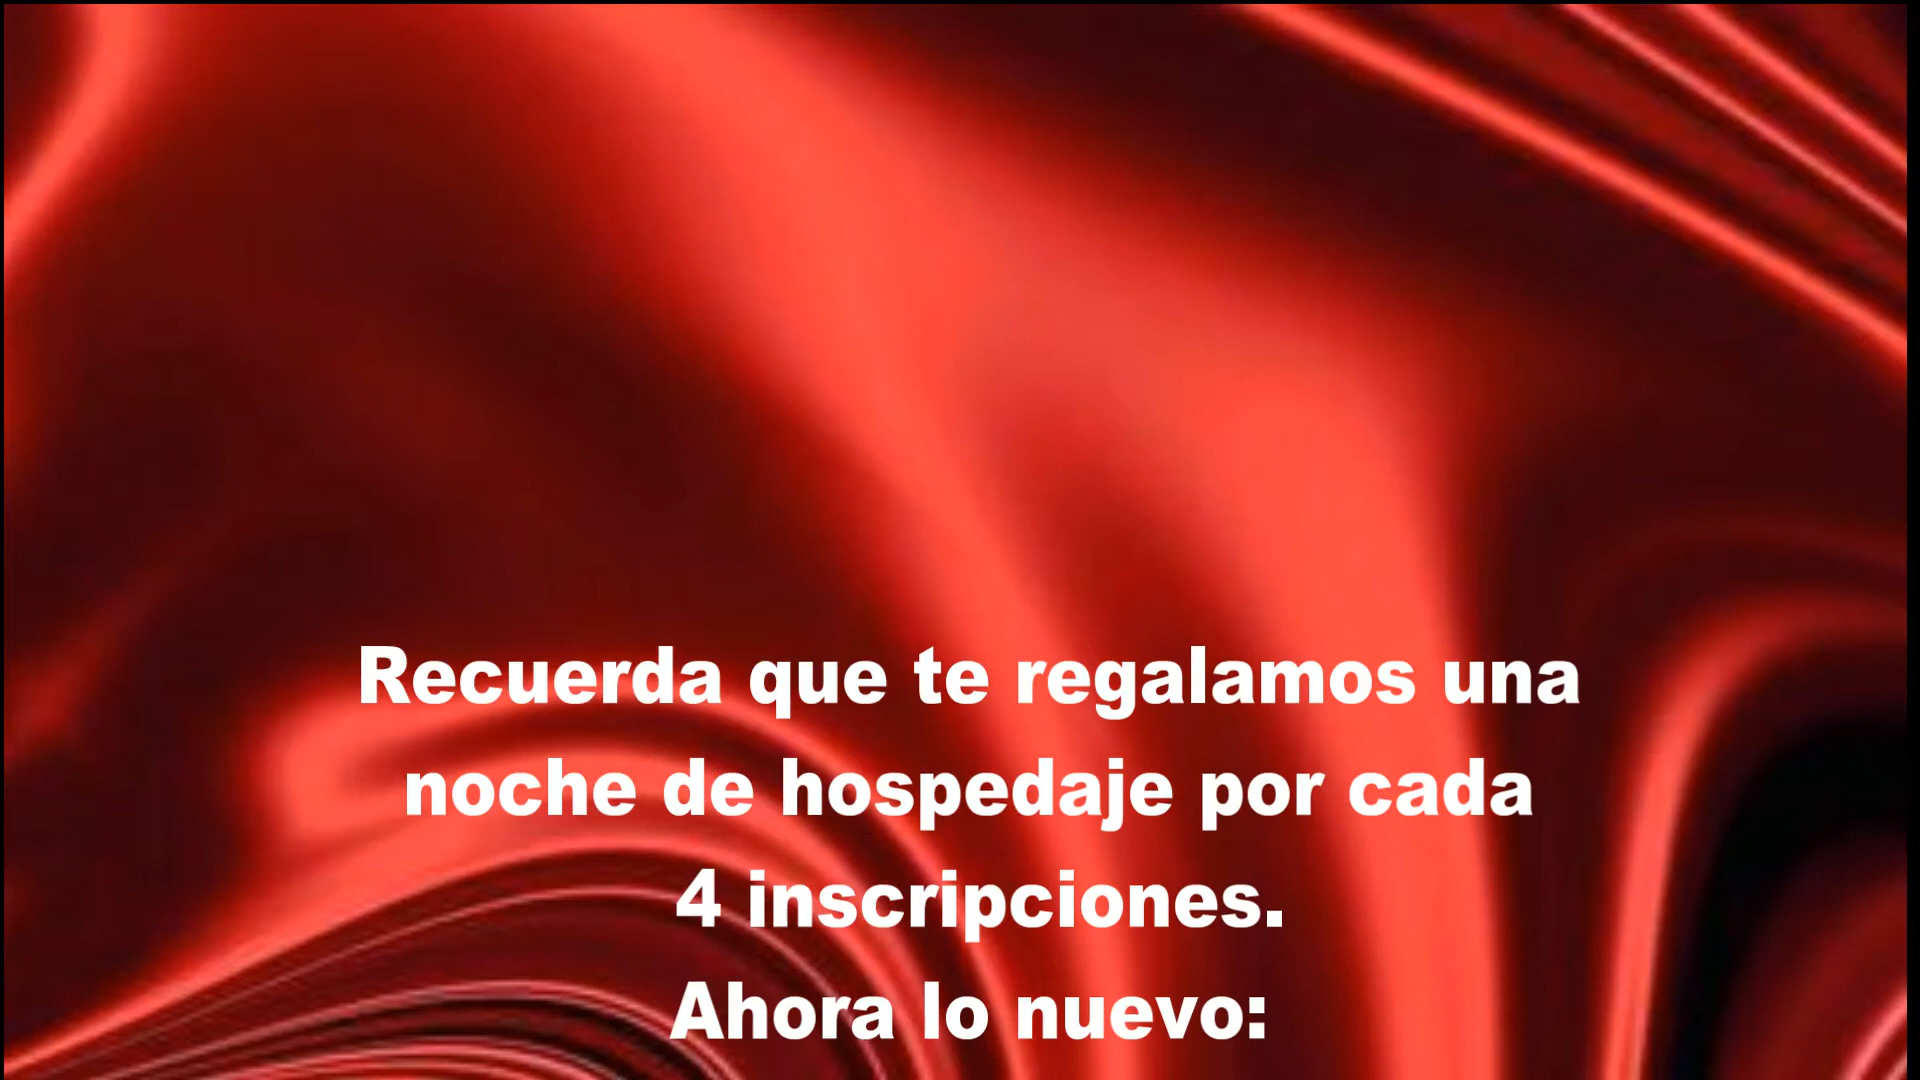 Recuerda que te regalamos una
noche de hospedaje por cada
4 inscripciones.
Ahora lo nuevo: